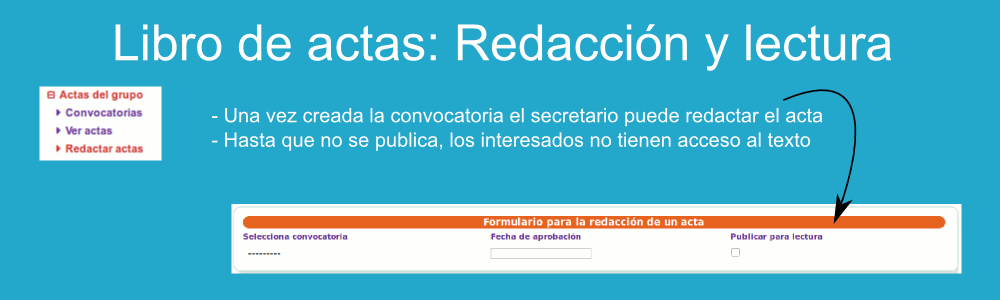 Libro de actas: Redacción y lectura
Actas del grupo
Convocatorias
Ver actas
Redactar actas
- Una vez creada la convocatoria el secretario puede redactar el acta
- Hasta que no se publica, los interesados no tienen acceso al texto
Formulario para la redacción de un acta
Selecciona convocatoria Fecha de aprobación Publicar para lectura
---------